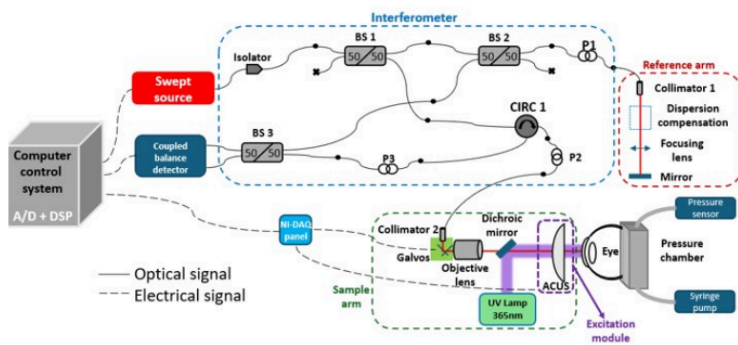 Interferometer
BS 1
BS 2
50 50
50 50
P1
Isolator
Reference arm
Swept
source
Collimator 1
CIRC 1
Dispersion
compensation
BS 3
50 50
Coupled
balance
detector
Computer
control
system
A/D + DSP
P3
P2
Focusing
lens
Mirror
Pressure
sensor
NI-DAQ
panel
Collimator 2
Dichroic
mirror
Galvos
Objective
lens
Eye
Pressure
chamber
ACUS
Optical signal
Electrical signal
Sample
arm
UV Lamp
365nm
Syringe
pump
Excitation
module